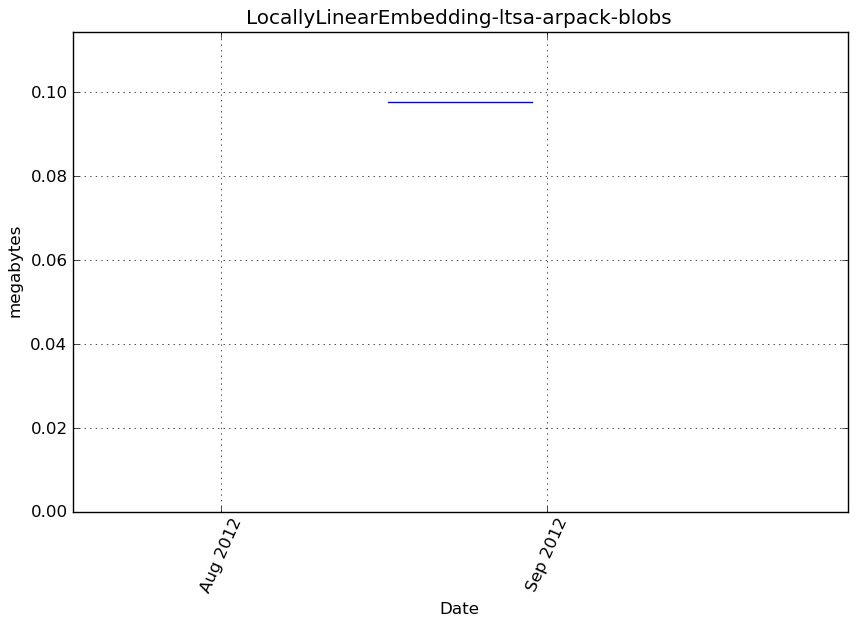 LocallyLinearEmbedding-ltsa-arpack-blobs
0.10
0.08
0.06
0.04
0.02
0.00
megabytes
Aug 2012
Sep 2012
Date